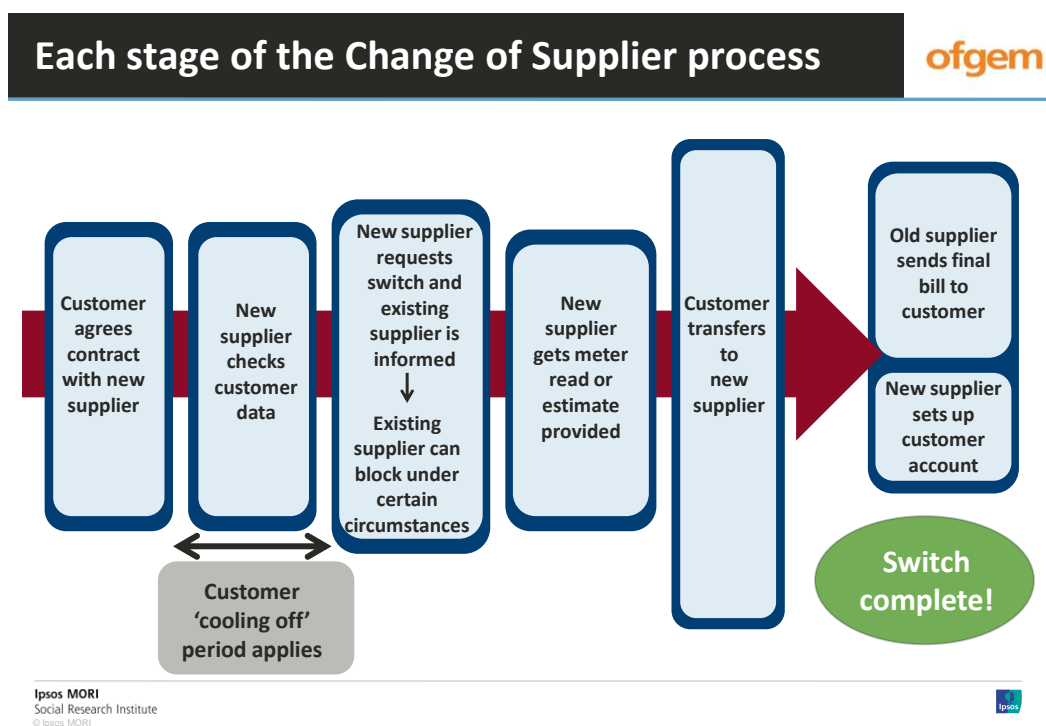 Each stage of the Change of Supplier process
ofgem
Customer
agrees
contract
with new
supplier
New
supplier
checks
customer
data
New supplier
requests
switch and
existing
supplier is
informed
Existing
supplier can
block under
certain
circumstances
New
supplier
gets meter
read or
estimate
provided
Customer
transfers
to
new
supplier
Old supplier
sends final
bill to
customer
New supplier
sets up
customer
account
Customer
‘cooling off’
period applies
Switch
complete!
Ipsos MORI
Social Research Institute
© Ipsos MORI
Ipsos